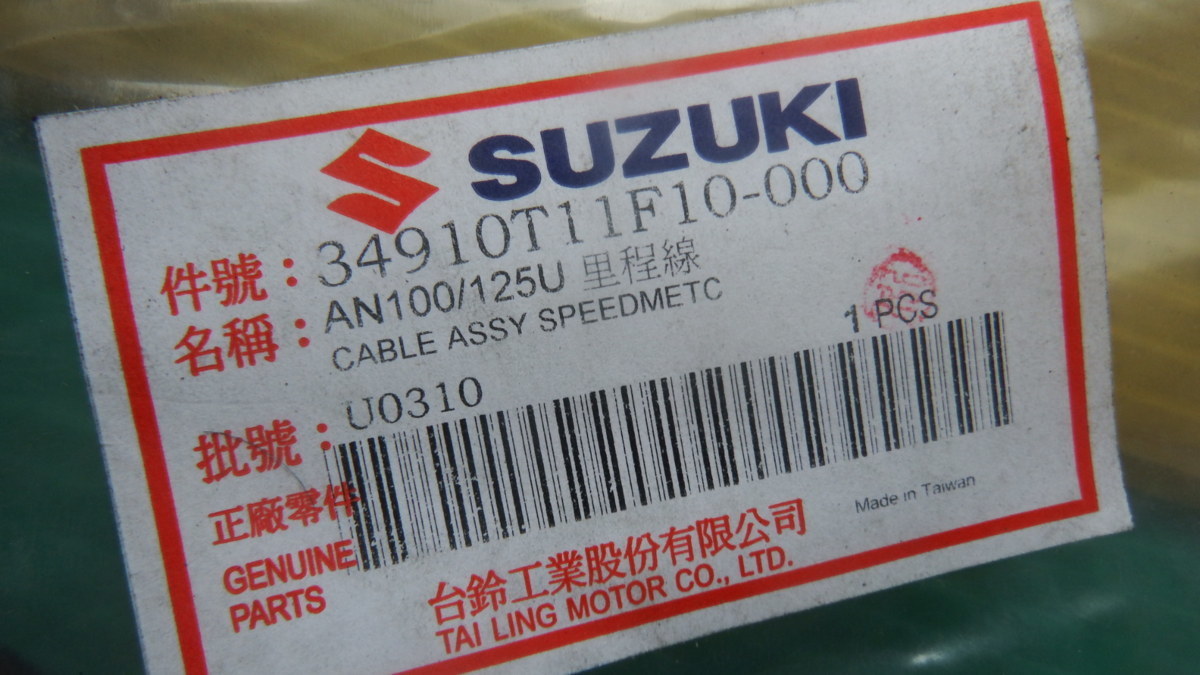 SUZUKI
件號：34910T11F10-000
名稱：AN100/125U 里程線
CABLE ASSY SPEEDMETC
1 PCS
批號：U0310
正廠零件
GENUINE
PARTS
Made in Taiwan
台鈴工業股份有限公司
TAI LING MOTOR CO., LTD.